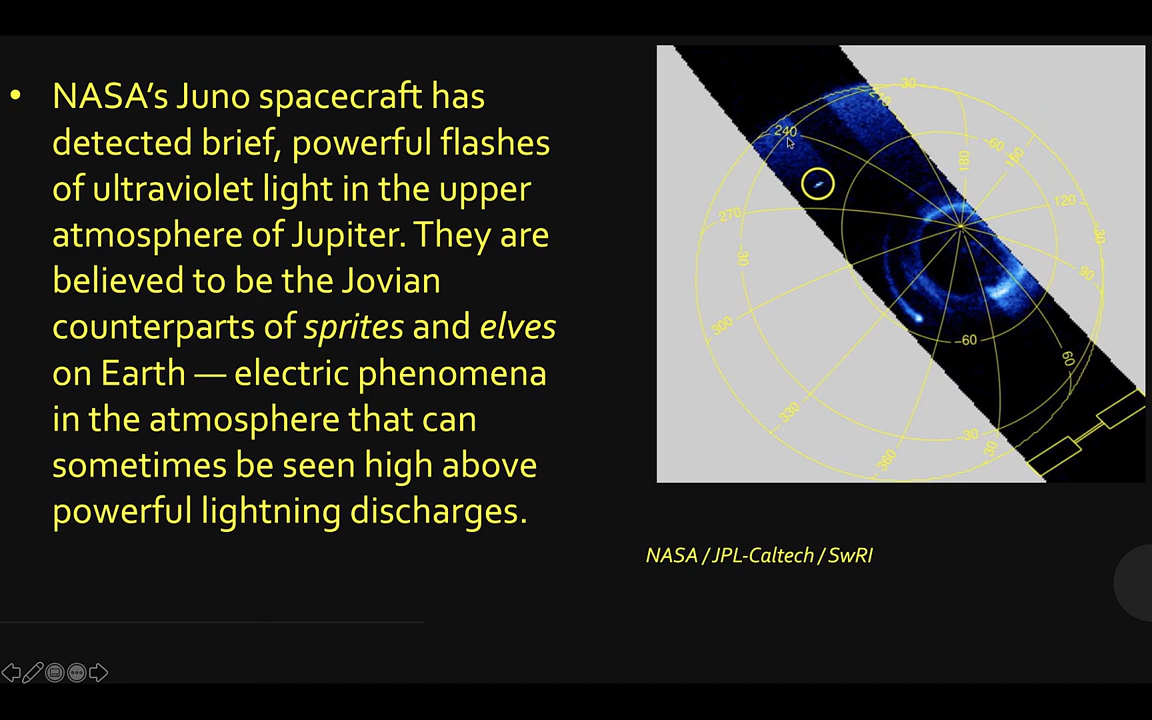 • NASA’s Juno spacecraft has
detected brief, powerful flashes
of ultraviolet light in the upper
atmosphere of Jupiter. They are
believed to be the Jovian
counterparts of sprites and elves
on Earth — electric phenomena
in the atmosphere that can
sometimes be seen high above
powerful lightning discharges.
30
210
240
-60
180
150
120
270
30
30
90
300
-60
60
330
-30
30
360
NASA / JPL-Caltech / SwRI